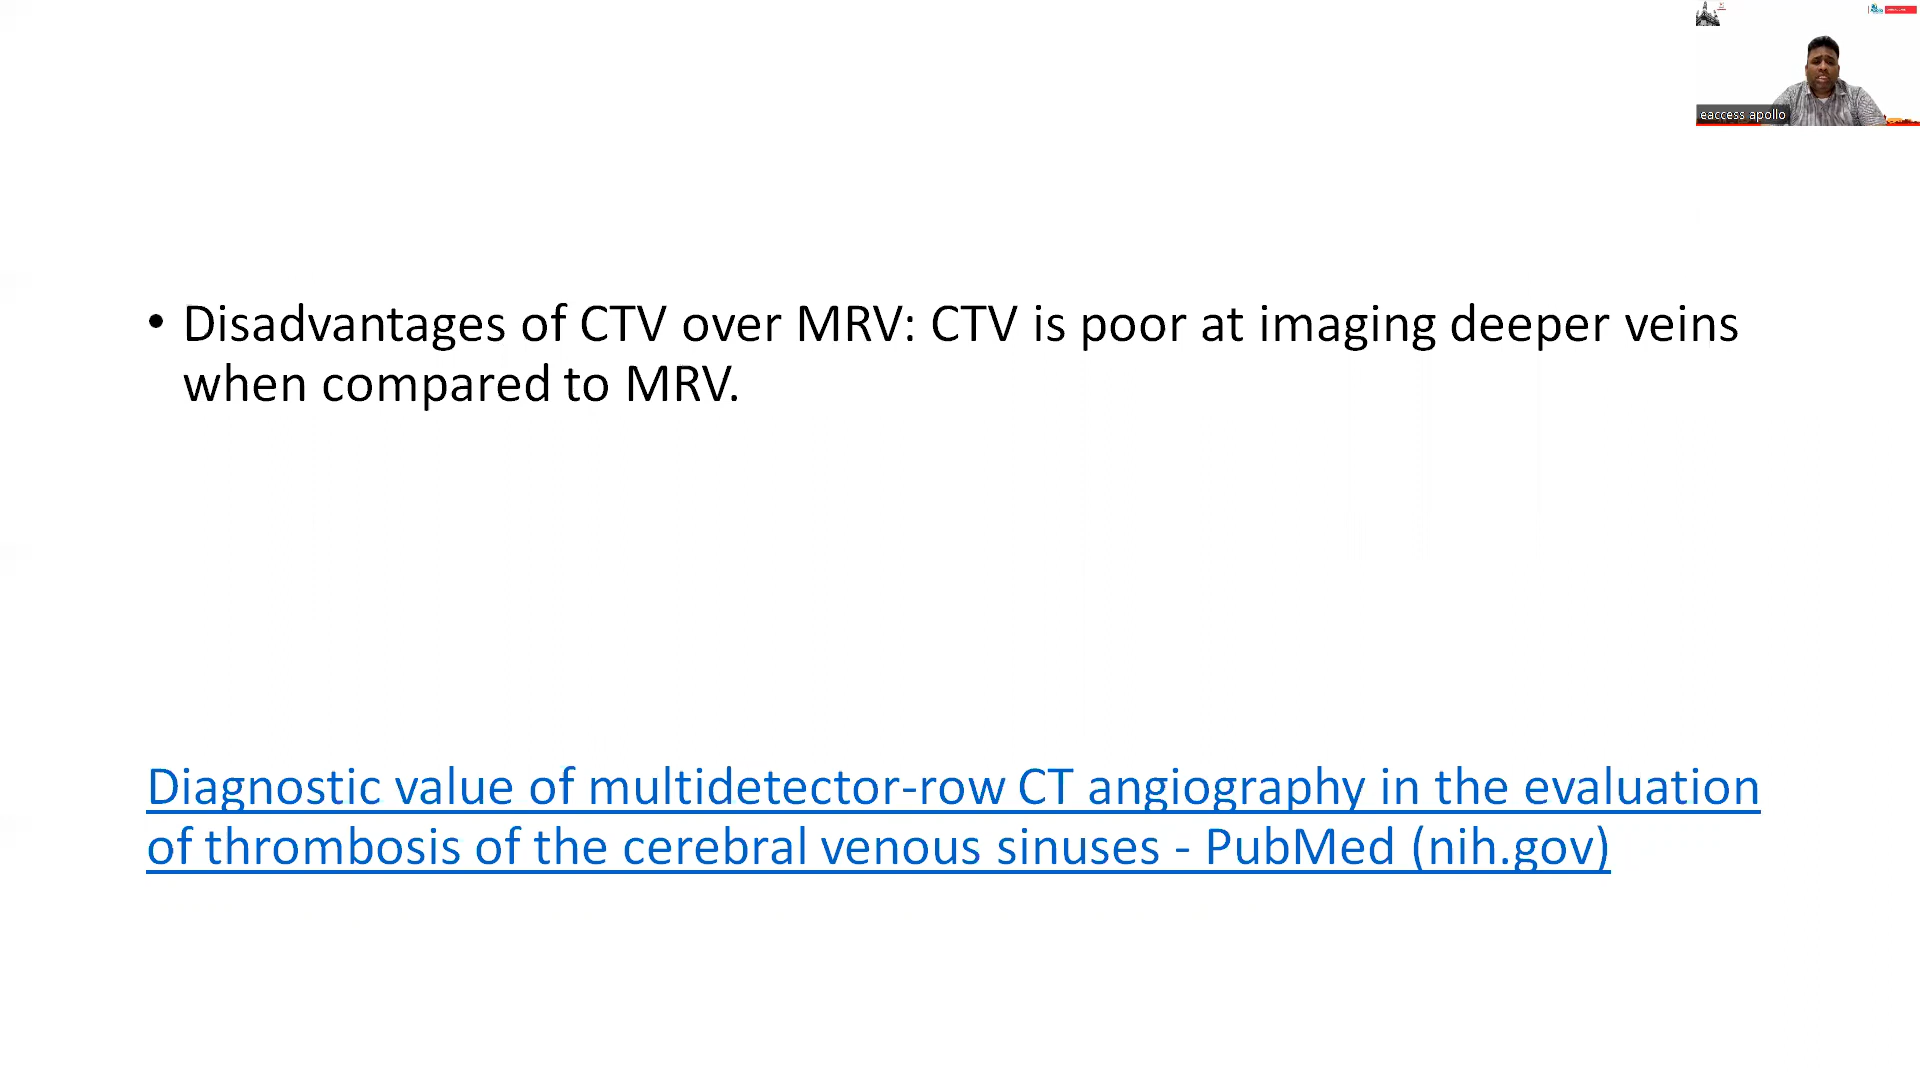 eaccess apollo
• Disadvantages of CTV over MRV: CTV is poor at imaging deeper veins
when compared to MRV.
Diagnostic value of multidetector-row CT angiography in the evaluation
of thrombosis of the cerebral venous sinuses - PubMed (nih.gov)